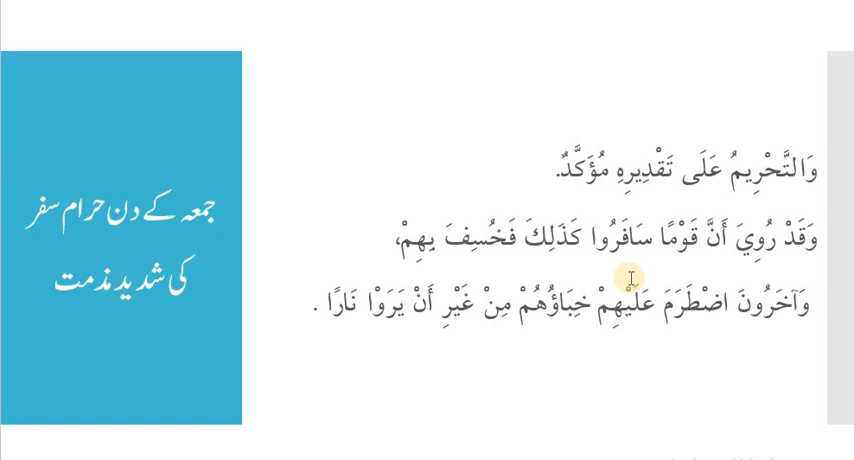 وَالتَّحْرِيمُ عَلَى تَقْدِيرِهِ مُؤَكَّدٌ.
وَقَدْ رُوِيَ أَنَّ قَوْمًا سَافَرُوا كَذَلِكَ فَخُسِفَ بِهِمْ،
وَآخَرُونَ اضْطَرَمَ عَلَيْهِمْ خِبَاؤُهُمْ مِنْ غَيْرِ أَنْ يَرَوْا نَارًا .
جمعہ کے دن حرام سفر
کی شدید مذمت